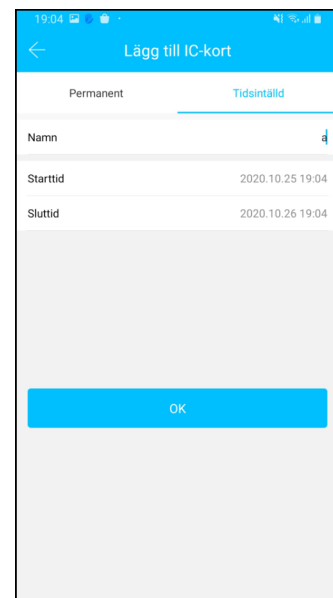 19:04
Lägg till IC-kort
Permanent Tidsintälld
Namn a
Starttid 2020.10.25 19:04
Sluttid 2020.10.26 19:04
OK